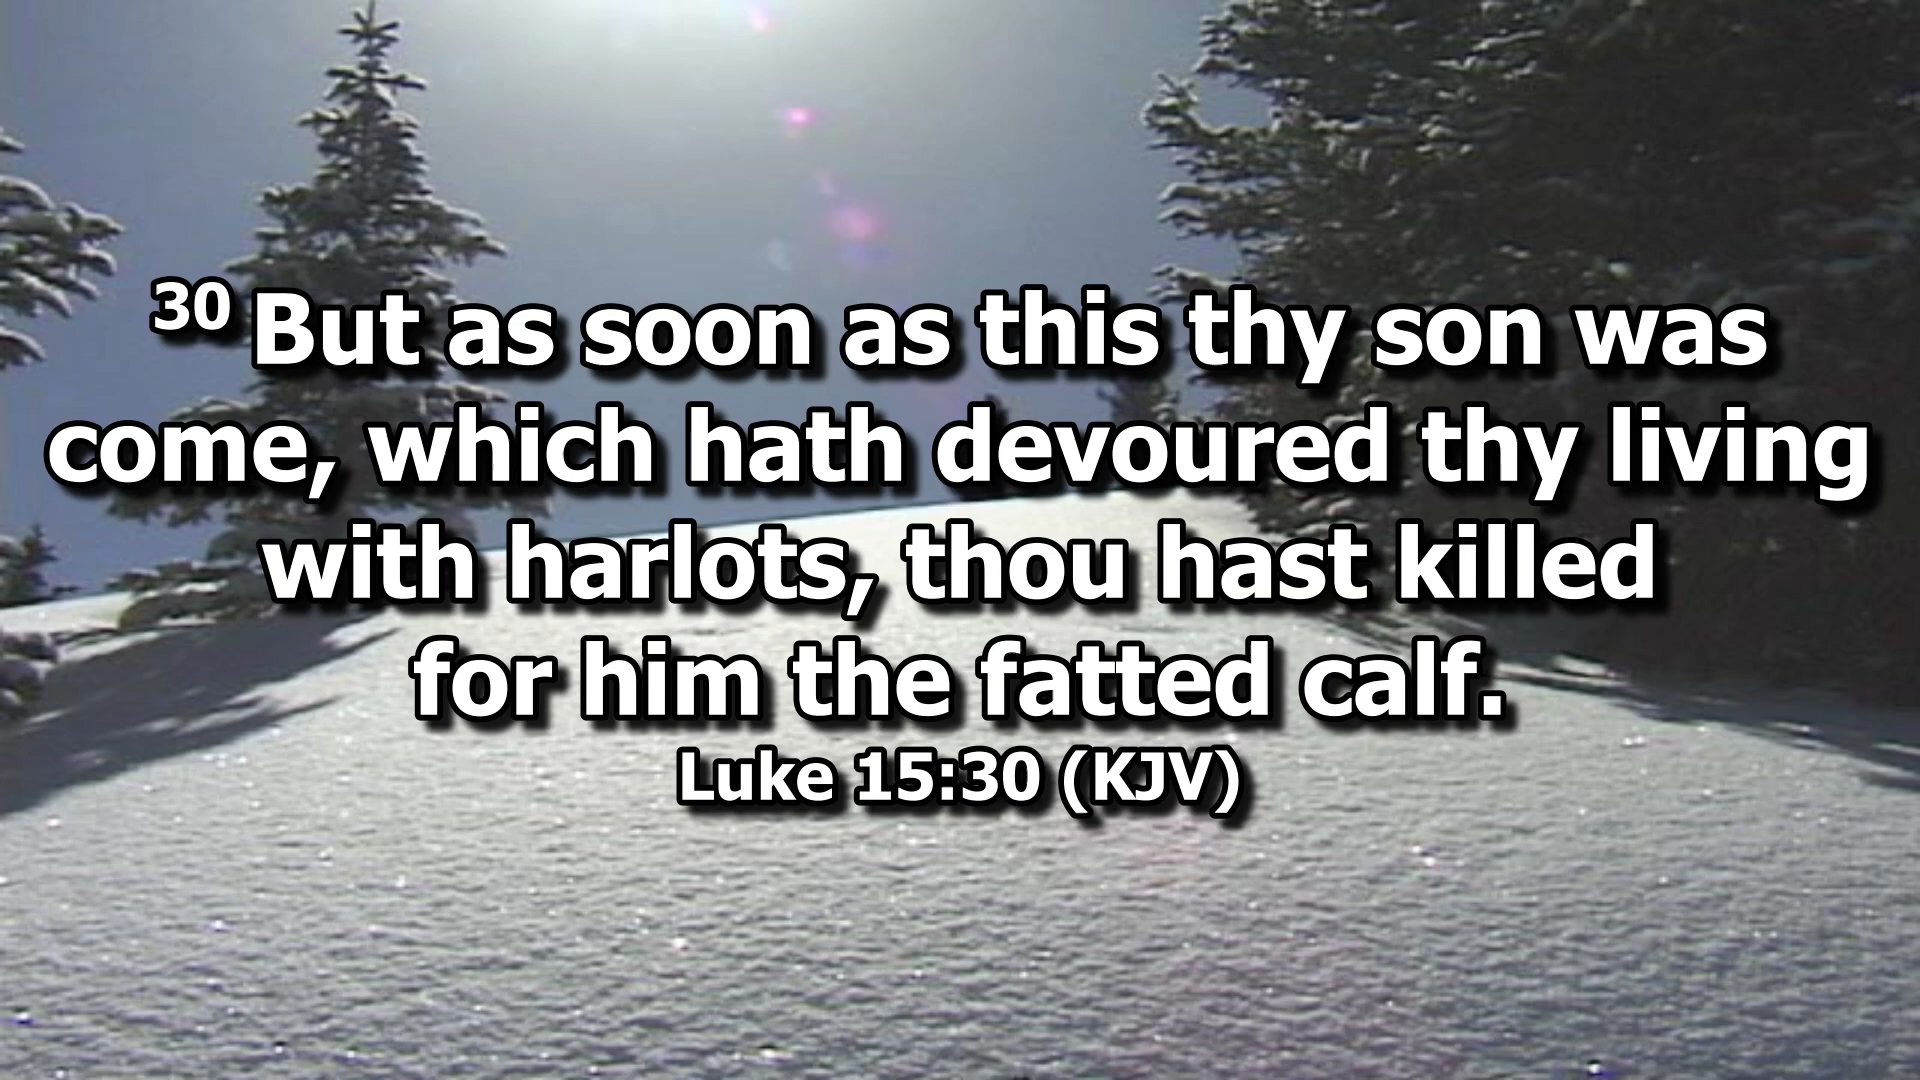 30 But as soon as this thy son was
come, which hath devoured thy living
with harlots, thou hast killed
for him the fatted calf.
Luke 15:30 (KJV)